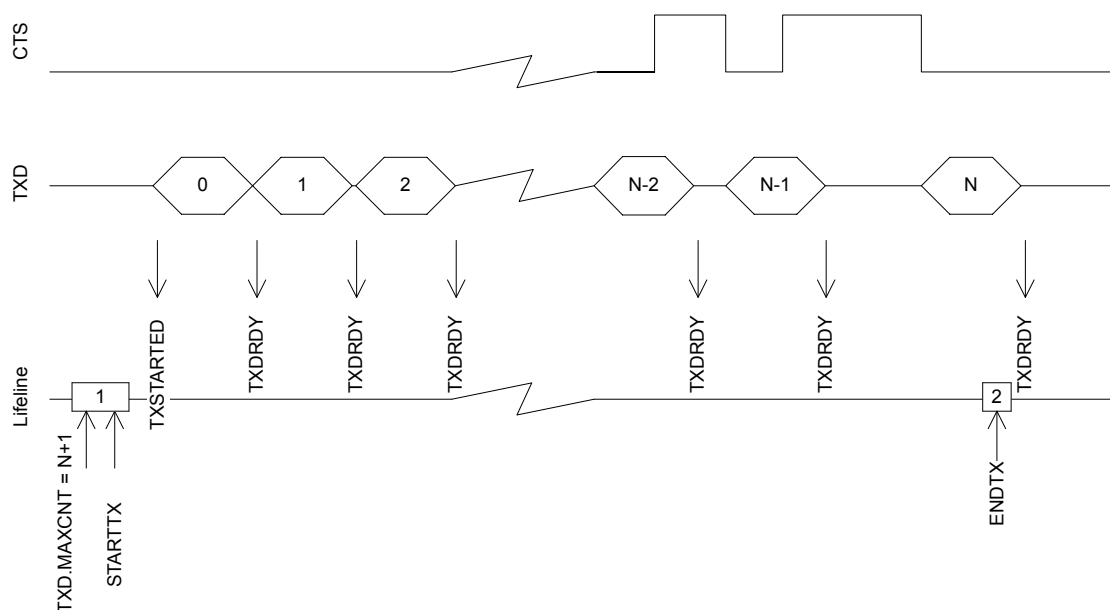 CTS
TXD
0
1
2
N-2
N-1
N
TXSTARTED
TXDRDY
TXDRDY
TXDRDY
TXDRDY
TXDRDY
TXDRDY
Lifeline
1
2
TXD.MAXCNT = N+1
STARTTX
ENDTX